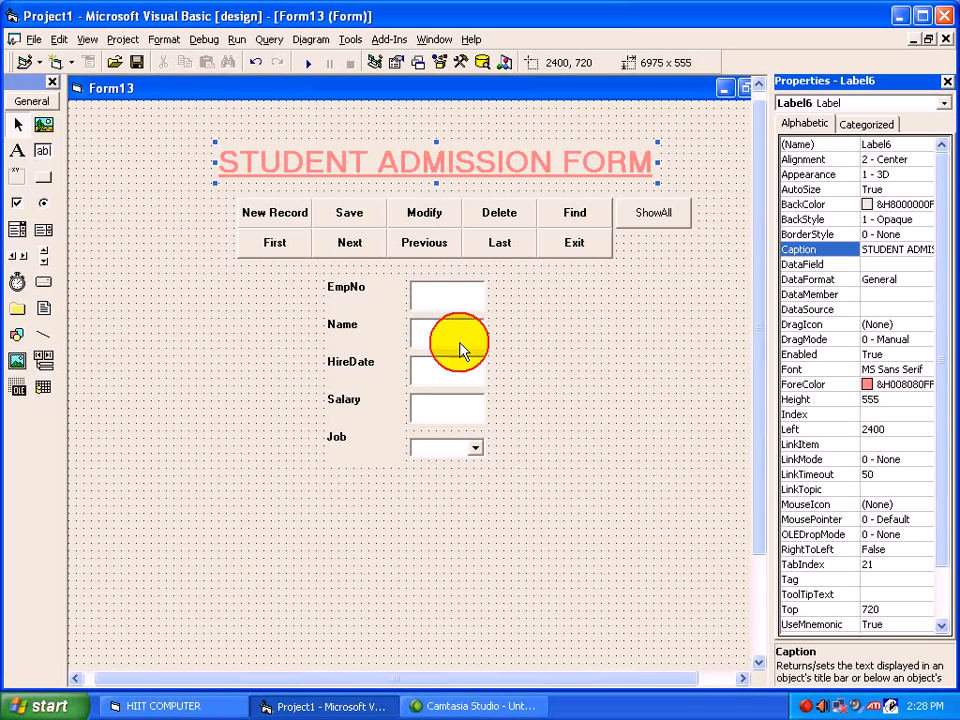 Project1 - Microsoft Visual Basic [design] - [Form13 (Form)]
File Edit View Project Format Debug Run Query Diagram Tools Add-Ins Window Help
2400, 720 6975 x 555
General
Form13
STUDENT ADMISSION FORM
New Record Save Modify Delete Find ShowAll
First Next Previous Last Exit
EmpNo
Name
HireDate
Salary
Job
Properties - Label6
Label6 Label
Alphabetic Categorized
(Name) Label6
Alignment 2 - Center
Appearance 1 - 3D
AutoSize True
BackColor &H8000000F
BackStyle 1 - Opaque
BorderStyle 0 - None
Caption STUDENT ADMIS
DataField
DataFormat General
DataMember
DataSource
DragIcon (None)
DragMode 0 - Manual
Enabled True
Font MS Sans Serif
ForeColor &H008080FF
Height 555
Index
Left 2400
LinkItem
LinkMode 0 - None
LinkTimeout 50
LinkTopic
MouseIcon (None)
MousePointer 0 - Default
OLEDropMode 0 - None
RightToLeft False
TabIndex 21
Tag
ToolTipText
Top 720
UseMnemonic True
Caption
Returns/sets the text displayed in an
object's title bar or below an object's
start HIIT COMPUTER Project1 - Microsoft V... Camtasia Studio - Unt... 2:28 PM